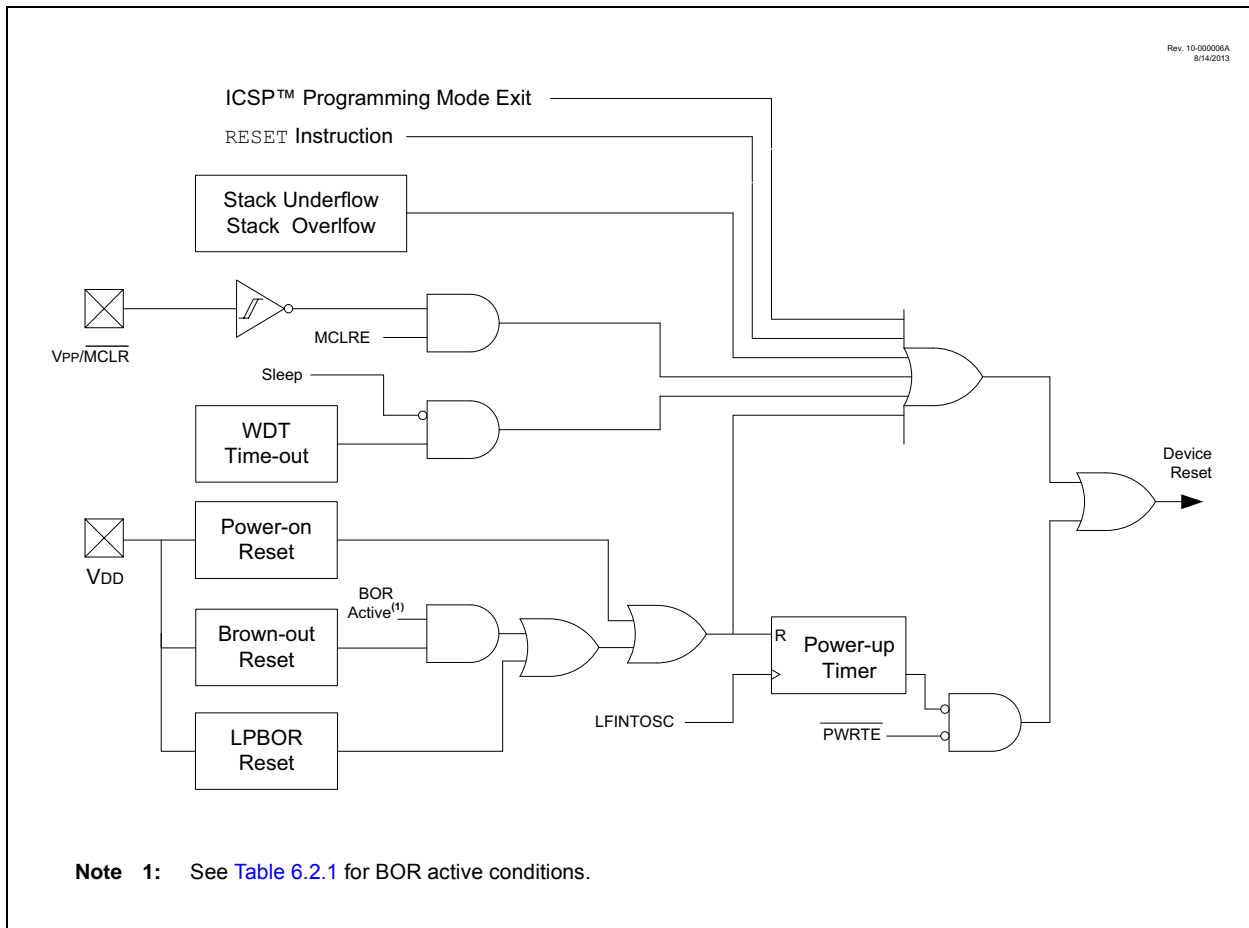 Rev. 10-000006A
8/14/2013
ICSP™ Programming Mode Exit
RESET Instruction
Stack Underflow
Stack Overlfow
VPP/MCLR
MCLRE
Sleep
WDT
Time-out
Device
Reset
Power-on
Reset
VDD
BOR
Active(1)
Brown-out
Reset
R
Power-up
Timer
LFINTOSC
PWRTE
LPBOR
Reset
Note 1: See Table 6.2.1 for BOR active conditions.